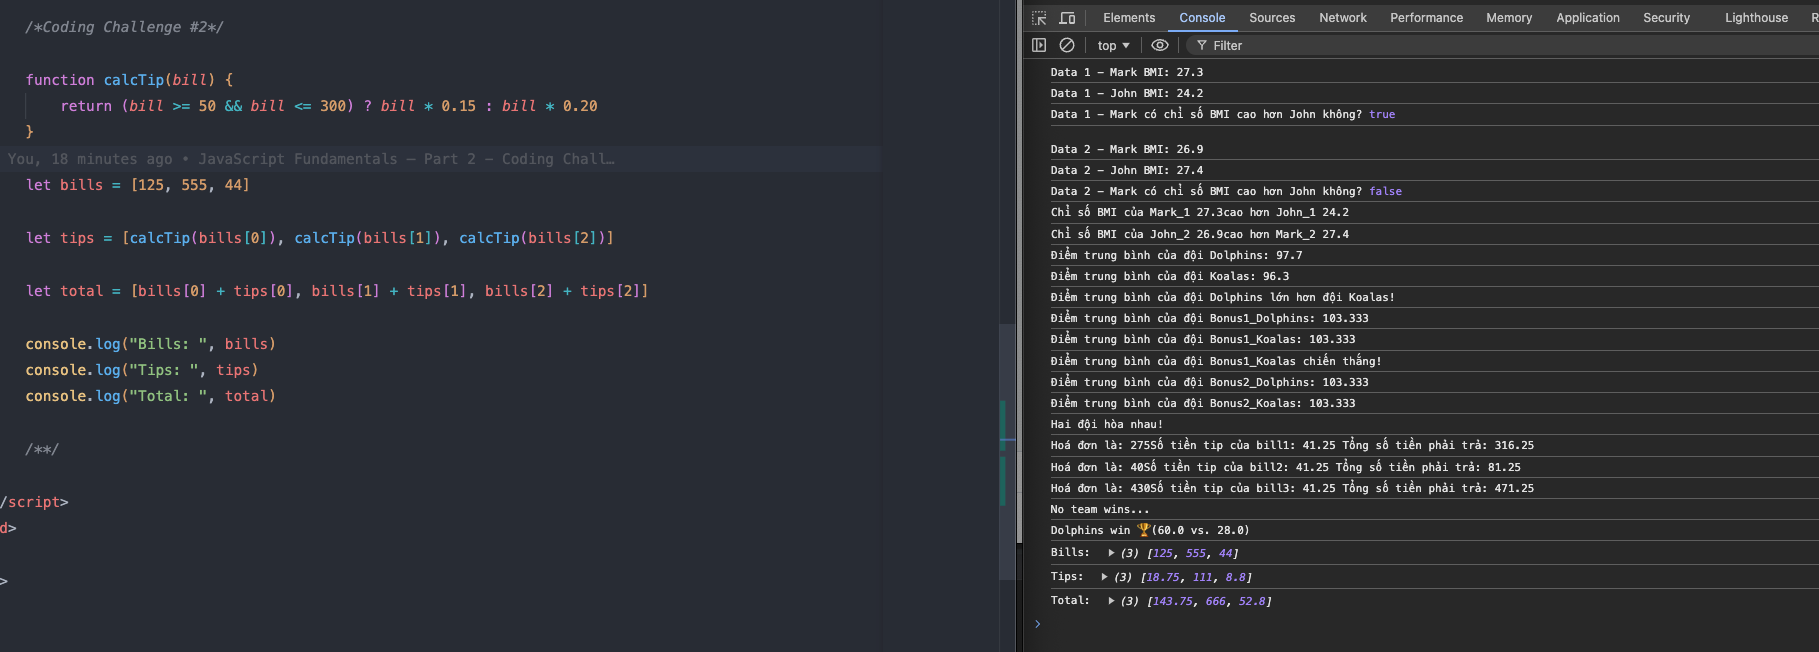 /*Coding Challenge #2*/
function calcTip(bill) {
return (bill >= 50 && bill <= 300) ? bill * 0.15 : bill * 0.20
}
You, 18 minutes ago • JavaScript Fundamentals – Part 2 – Coding Chall…
let bills = [125, 555, 44]
let tips = [calcTip(bills[0]), calcTip(bills[1]), calcTip(bills[2])]
let total = [bills[0] + tips[0], bills[1] + tips[1], bills[2] + tips[2]]
console.log("Bills: ", bills)
console.log("Tips: ", tips)
console.log("Total: ", total)
/**/
/script>
d>
>
Elements Console Sources Network Performance Memory Application Security Lighthouse R
top Filter
Data 1 – Mark BMI: 27.3
Data 1 – John BMI: 24.2
Data 1 – Mark có chỉ số BMI cao hơn John không? true
Data 2 – Mark BMI: 26.9
Data 2 – John BMI: 27.4
Data 2 – Mark có chỉ số BMI cao hơn John không? false
Chỉ số BMI của Mark_1 27.3cao hơn John_1 24.2
Chỉ số BMI của John_2 26.9cao hơn Mark_2 27.4
Điểm trung bình của đội Dolphins: 97.7
Điểm trung bình của đội Koalas: 96.3
Điểm trung bình của đội Dolphins lớn hơn đội Koalas!
Điểm trung bình của đội Bonus1_Dolphins: 103.333
Điểm trung bình của đội Bonus1_Koalas: 103.333
Điểm trung bình của đội Bonus1_Koalas chiến thắng!
Điểm trung bình của đội Bonus2_Dolphins: 103.333
Điểm trung bình của đội Bonus2_Koalas: 103.333
Hai đội hòa nhau!
Hoá đơn là: 275Số tiền tip của bill1: 41.25 Tổng số tiền phải trả: 316.25
Hoá đơn là: 40Số tiền tip của bill2: 41.25 Tổng số tiền phải trả: 81.25
Hoá đơn là: 430Số tiền tip của bill3: 41.25 Tổng số tiền phải trả: 471.25
No team wins...
Dolphins win 🏆(60.0 vs. 28.0)
Bills: ▶ (3) [125, 555, 44]
Tips: ▶ (3) [18.75, 111, 8.8]
Total: ▶ (3) [143.75, 666, 52.8]